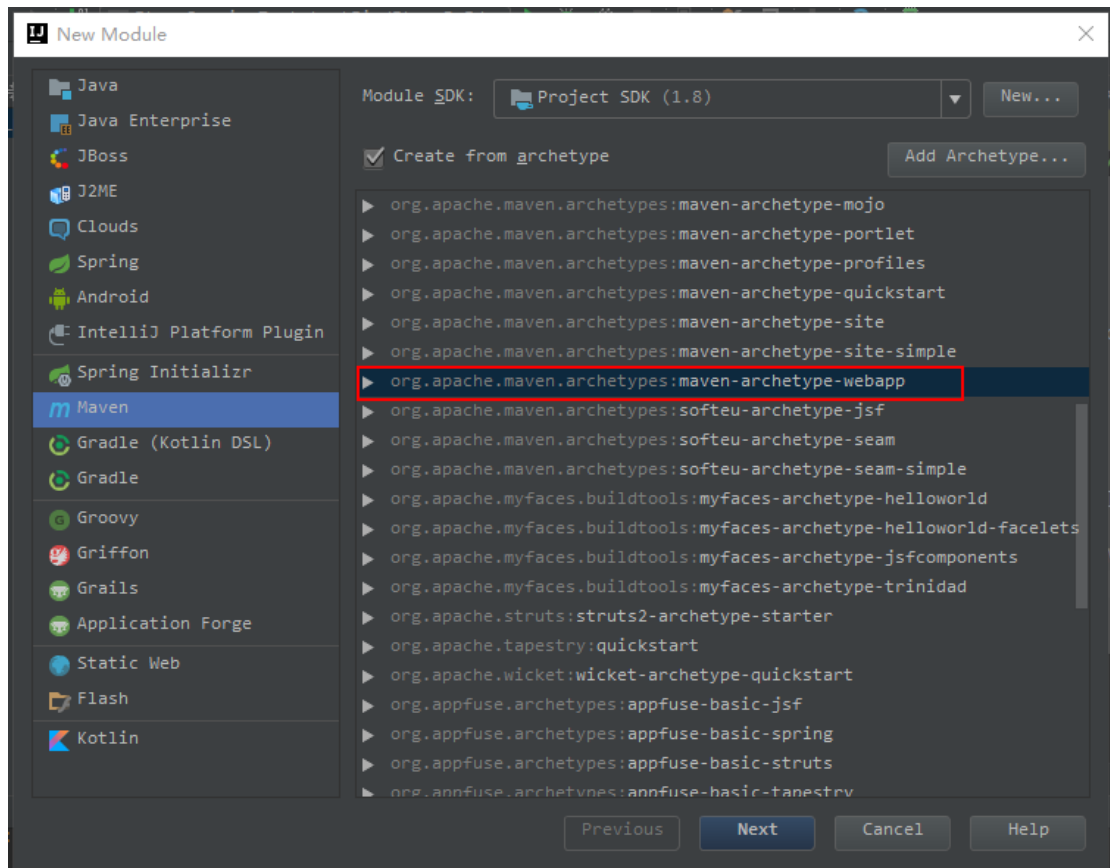 New Module
Java
Java Enterprise
JBoss
J2ME
Clouds
Spring
Android
IntelliJ Platform Plugin
Spring Initializr
Maven
Gradle (Kotlin DSL)
Gradle
Groovy
Griffon
Grails
Application Forge
Static Web
Flash
Kotlin
Module SDK: Project SDK (1.8) New...
Create from archetype Add Archetype...
org.apache.maven.archetypes:maven-archetype-mojo
org.apache.maven.archetypes:maven-archetype-portlet
org.apache.maven.archetypes:maven-archetype-profiles
org.apache.maven.archetypes:maven-archetype-quickstart
org.apache.maven.archetypes:maven-archetype-site
org.apache.maven.archetypes:maven-archetype-site-simple
org.apache.maven.archetypes:maven-archetype-webapp
org.apache.maven.archetypes:softeu-archetype-jsf
org.apache.maven.archetypes:softeu-archetype-seam
org.apache.maven.archetypes:softeu-archetype-seam-simple
org.apache.myfaces.buildtools:myfaces-archetype-helloworld
org.apache.myfaces.buildtools:myfaces-archetype-helloworld-facelets
org.apache.myfaces.buildtools:myfaces-archetype-jsfcomponents
org.apache.myfaces.buildtools:myfaces-archetype-trinidad
org.apache.struts:struts2-archetype-starter
org.apache.tapestry:quickstart
org.apache.wicket:wicket-archetype-quickstart
org.appfuse.archetypes:appfuse-basic-jsf
org.appfuse.archetypes:appfuse-basic-spring
org.appfuse.archetypes:appfuse-basic-struts
org.appfuse.archetypes:appfuse-basic-tapestry
Previous Next Cancel Help